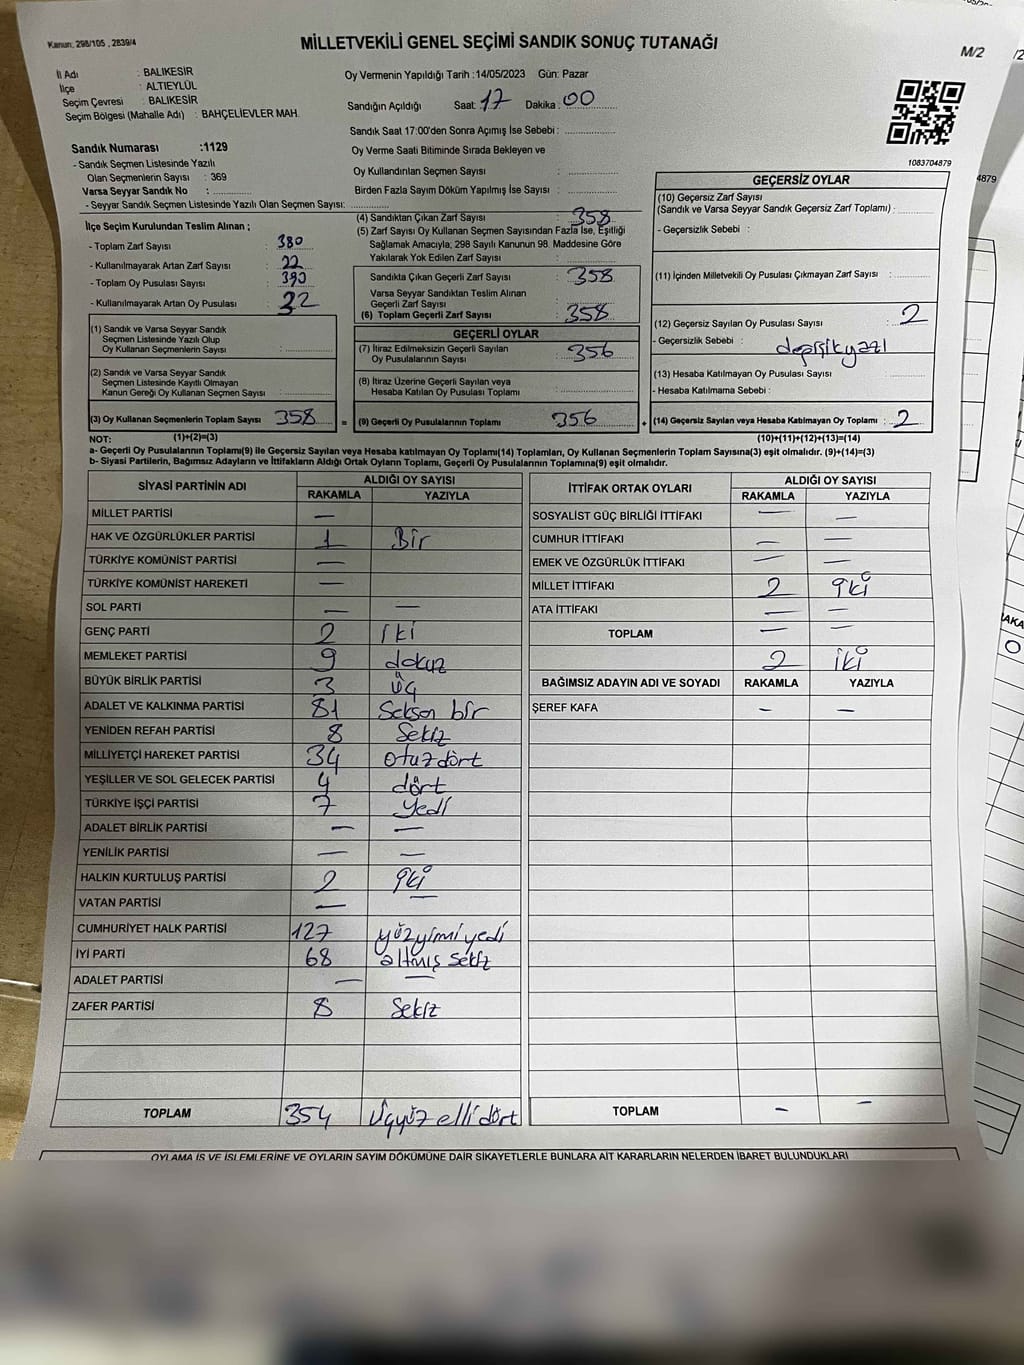 Kanun, 298/105 , 2839/4
MİLLETVEKİLİ GENEL SEÇİMİ SANDIK SONUÇ TUTANAĞI
M/2
İl Adı : BALIKESİR
İlçe : ALTIEYLÜL
Seçim Çevresi : BALIKESİR
Seçim Bölgesi (Mahalle Adı) : BAHÇELİEVLER MAH.
Oy Vermenin Yapıldığı Tarih :14/05/2023 Gün: Pazar
Sandığın Açıldığı Saat: 17 Dakika: 00
Sandık Saat 17:00'den Sonra Açımış İse Sebebi :
Oy Verme Saati Bitiminde Sırada Bekleyen ve
Oy Kullandırılan Seçmen Sayısı :
Birden Fazla Sayım Döküm Yapılmış İse Sayısı :
1083704879
Sandık Numarası :1129
- Sandık Seçmen Listesinde Yazılı
Olan Seçmenlerin Sayısı : 369
Varsa Seyyar Sandık No :
- Seyyar Sandık Seçmen Listesinde Yazılı Olan Seçmen Sayısı:
İlçe Seçim Kurulundan Teslim Alınan ;
- Toplam Zarf Sayısı : 380
- Kullanılmayarak Artan Zarf Sayısı : 22
- Toplam Oy Pusulası Sayısı : 390
- Kullanılmayarak Artan Oy Pusulası : 32
(1) Sandık ve Varsa Seyyar Sandık
Seçmen Listesinde Yazılı Olup
Oy Kullanan Seçmenlerin Sayısı :
(2) Sandık ve Varsa Seyyar Sandık
Seçmen Listesinde Kayıtlı Olmayan
Kanun Gereği Oy Kullanan Seçmen Sayısı :
(3) Oy Kullanan Seçmenlerin Toplam Sayısı : 358 =
(4) Sandıktan Çıkan Zarf Sayısı : 358
(5) Zarf Sayısı Oy Kullanan Seçmen Sayısından Fazla İse, Eşitliği
Sağlamak Amacıyla, 298 Sayılı Kanunun 98. Maddesine Göre
Yakılarak Yok Edilen Zarf Sayısı :
Sandıkta Çıkan Geçerli Zarf Sayısı : 358
Varsa Seyyar Sandıktan Teslim Alınan
Geçerli Zarf Sayısı :
(6) Toplam Geçerli Zarf Sayısı : 358
GEÇERLİ OYLAR
(7) İtiraz Edilmeksizin Geçerli Sayılan
Oy Pusulalarının Sayısı : 356
(8) İtiraz Üzerine Geçerli Sayılan veya
Hesaba Katılan Oy Pusulası Toplamı :
(9) Geçerli Oy Pusulalarının Toplamı : 356 +
GEÇERSİZ OYLAR
(10) Geçersiz Zarf Sayısı
(Sandık ve Varsa Seyyar Sandık Geçersiz Zarf Toplamı) :
- Geçersizlik Sebebi :
(11) İçinden Milletvekili Oy Pusulası Çıkmayan Zarf Sayısı :
(12) Geçersiz Sayılan Oy Pusulası Sayısı : 2
- Geçersizlik Sebebi : değişik yazı
(13) Hesaba Katılmayan Oy Pusulası Sayısı :
- Hesaba Katılmama Sebebi :
(14) Geçersiz Sayılan veya Hesaba Katılmayan Oy Toplamı : 2
NOT: (1)+(2)=(3) (10)+(11)+(12)+(13)=(14)
a- Geçerli Oy Pusulalarının Toplamı(9) ile Geçersiz Sayılan veya Hesaba katılmayan Oy Toplamı(14) Toplamları, Oy Kullanan Seçmenlerin Toplam Sayısına(3) eşit olmalıdır. (9)+(14)=(3)
b- Siyasi Partilerin, Bağımsız Adayların ve İttifakların Aldığı Ortak Oyların Toplamı, Geçerli Oy Pusulalarının Toplamına(9) eşit olmalıdır.
SİYASİ PARTİNİN ADI ALDIĞI OY SAYISI
RAKAMLA YAZIYLA
MİLLET PARTİSİ —
HAK VE ÖZGÜRLÜKLER PARTİSİ 1 Bir
TÜRKİYE KOMÜNİST PARTİSİ —
TÜRKİYE KOMÜNİST HAREKETİ —
SOL PARTİ — —
GENÇ PARTİ 2 iki
MEMLEKET PARTİSİ 9 dokuz
BÜYÜK BİRLİK PARTİSİ 3 üç
ADALET VE KALKINMA PARTİSİ 81 Seksen bir
YENİDEN REFAH PARTİSİ 8 Sekiz
MİLLİYETÇİ HAREKET PARTİSİ 34 otuzdört
YEŞİLLER VE SOL GELECEK PARTİSİ 4 dört
TÜRKİYE İŞÇİ PARTİSİ 7 yedi
ADALET BİRLİK PARTİSİ — —
YENİLİK PARTİSİ — —
HALKIN KURTULUŞ PARTİSİ 2 iki
VATAN PARTİSİ — —
CUMHURİYET HALK PARTİSİ 127 yüzyirmi yedi
İYİ PARTİ 68 altmış sekiz
ADALET PARTİSİ — —
ZAFER PARTİSİ 8 Sekiz
TOPLAM 354 Üçyüz elli dört
İTTİFAK ORTAK OYLARI ALDIĞI OY SAYISI
RAKAMLA YAZIYLA
SOSYALİST GÜÇ BİRLİĞİ İTTİFAKI — —
CUMHUR İTTİFAKI — —
EMEK VE ÖZGÜRLÜK İTTİFAKI — —
MİLLET İTTİFAKI 2 iki
ATA İTTİFAKI — —
TOPLAM — —
2 iki
BAĞIMSIZ ADAYIN ADI VE SOYADI RAKAMLA YAZIYLA
ŞEREF KAFA — —
TOPLAM — —
OYLAMA İŞ VE İŞLEMLERİNE VE OYLARIN SAYIM DÖKÜMÜNE DAİR ŞİKAYETLERLE BUNLARA AİT KARARLARIN NELERDEN İBARET BULUNDUKLARI
4879